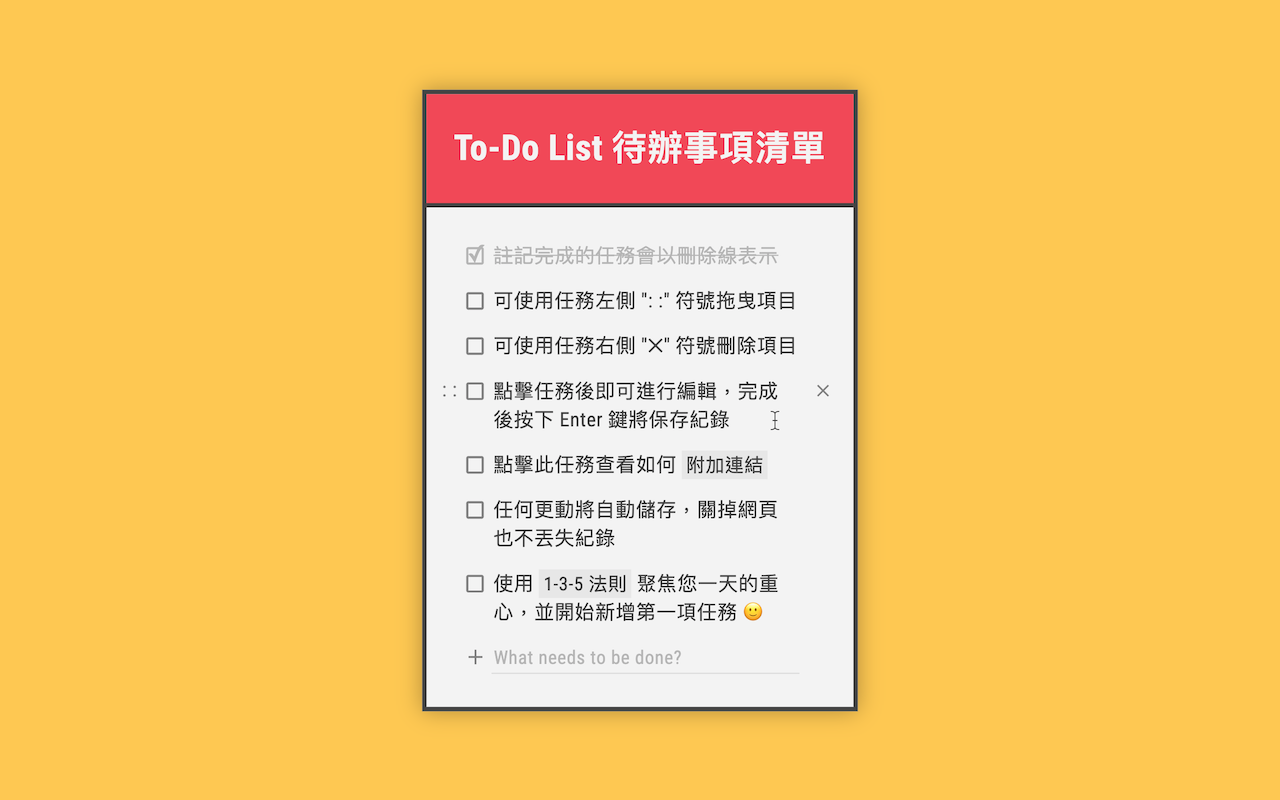 To-Do List 待辦事項清單
註記完成的任務會以刪除線表示
可使用任務左側 "::" 符號拖曳項目
可使用任務右側 "✕" 符號刪除項目
:: 點擊任務後即可進行編輯，完成 ✕
後按下 Enter 鍵將保存紀錄
點擊此任務查看如何 附加連結
任何更動將自動儲存，關掉網頁
也不丟失紀錄
使用 1-3-5 法則 聚焦您一天的重
心，並開始新增第一項任務 🙂
+ What needs to be done?